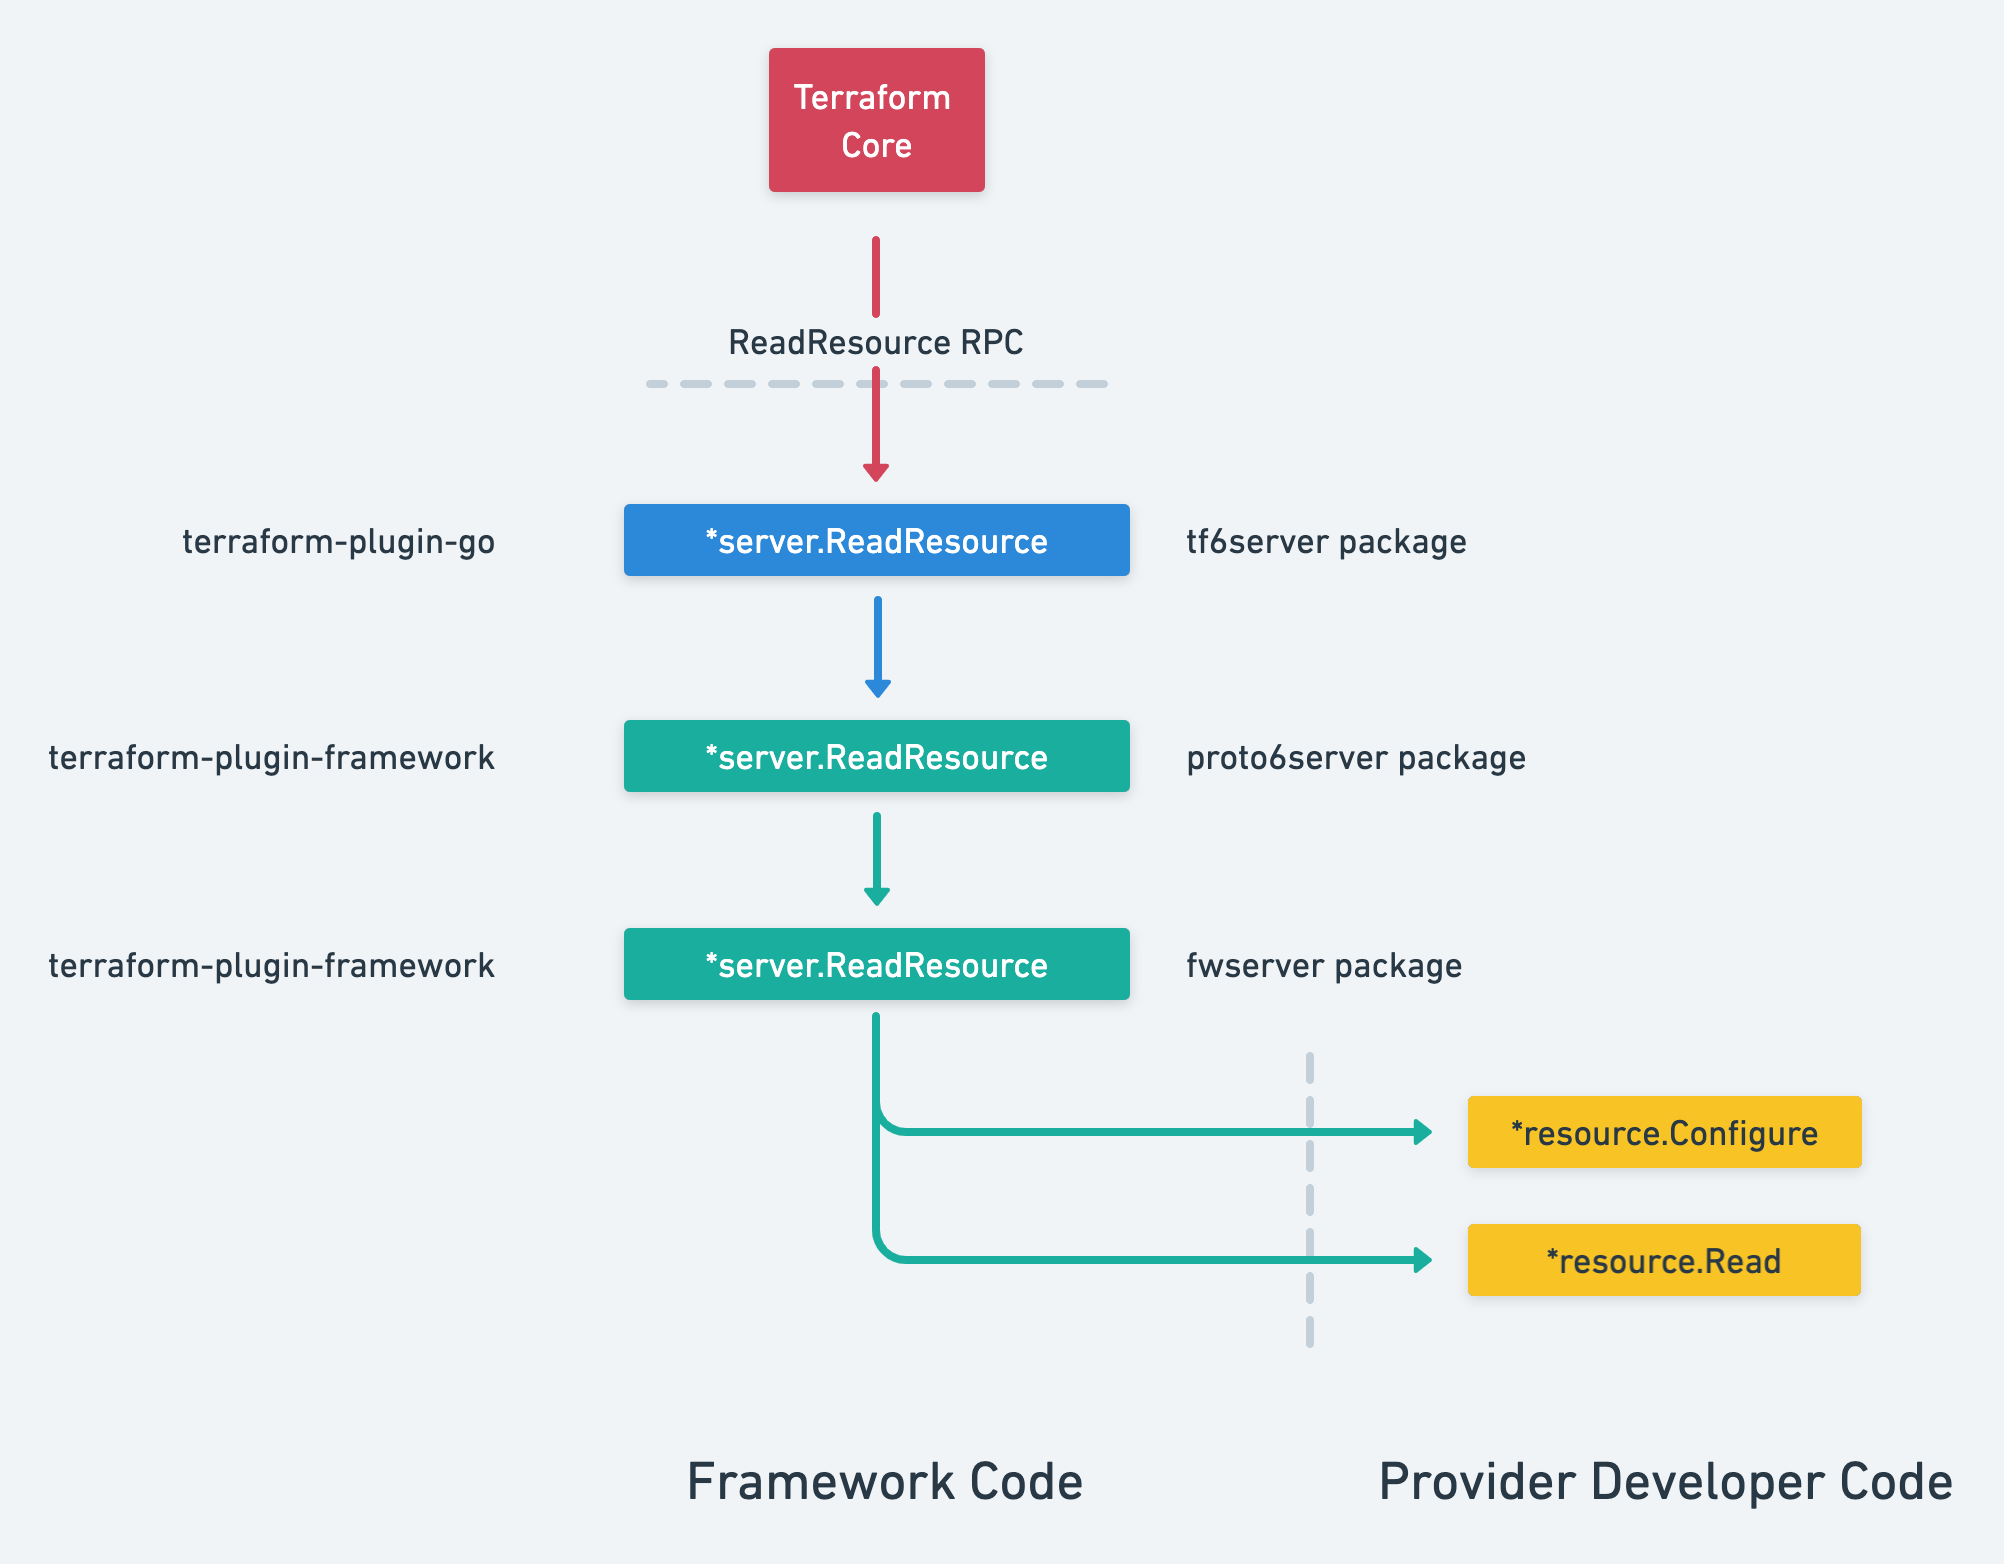 Terraform
Core
ReadResource RPC
terraform-plugin-go
*server.ReadResource
tf6server package
terraform-plugin-framework
*server.ReadResource
proto6server package
terraform-plugin-framework
*server.ReadResource
fwserver package
*resource.Configure
*resource.Read
Framework Code
Provider Developer Code